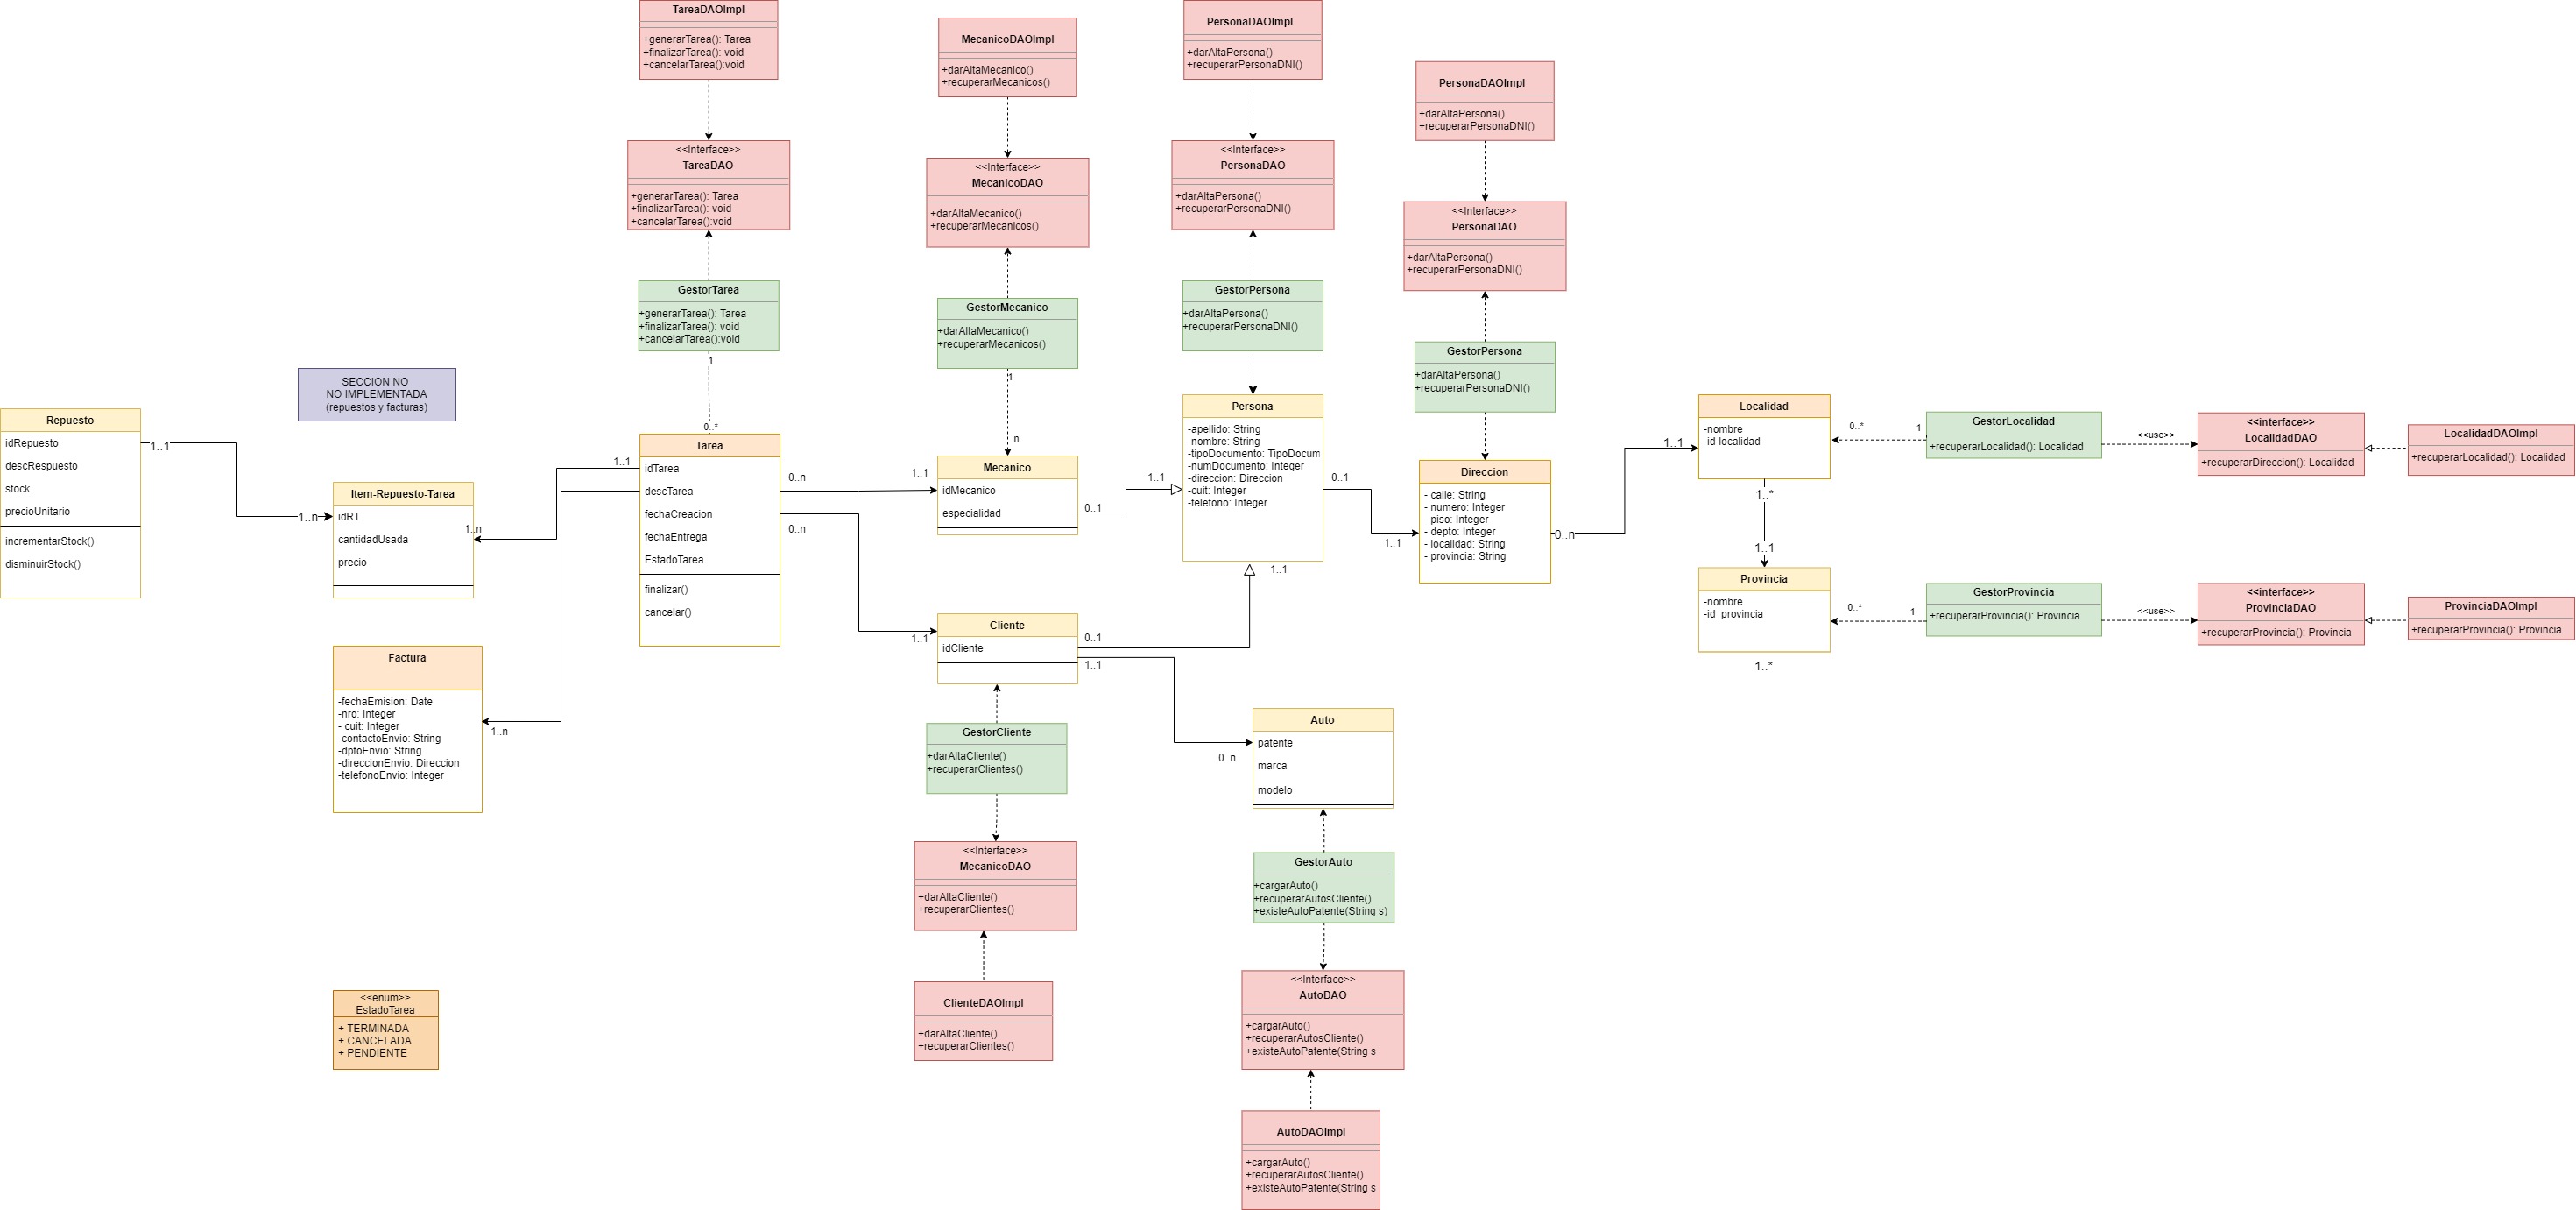 TareaDAOImpl
+generarTarea(): Tarea
+finalizarTarea(): void
+cancelarTarea():void
<<Interface>>
TareaDAO
+generarTarea(): Tarea
+finalizarTarea(): void
+cancelarTarea():void
GestorTarea
+generarTarea(): Tarea
+finalizarTarea(): void
+cancelarTarea():void
1
0..*
MecanicoDAOImpl
+darAltaMecanico()
+recuperarMecanicos()
<<Interface>>
MecanicoDAO
+darAltaMecanico()
+recuperarMecanicos()
GestorMecanico
+darAltaMecanico()
+recuperarMecanicos()
1
n
PersonaDAOImpl
+darAltaPersona()
+recuperarPersonaDNI()
<<Interface>>
PersonaDAO
+darAltaPersona()
+recuperarPersonaDNI()
GestorPersona
+darAltaPersona()
+recuperarPersonaDNI()
PersonaDAOImpl
+darAltaPersona()
+recuperarPersonaDNI()
<<Interface>>
PersonaDAO
+darAltaPersona()
+recuperarPersonaDNI()
GestorPersona
+darAltaPersona()
+recuperarPersonaDNI()
SECCION NO
NO IMPLEMENTADA
(repuestos y facturas)
Repuesto
idRepuesto
descRespuesto
stock
precioUnitario
incrementarStock()
disminuirStock()
1..1
1..n
Item-Repuesto-Tarea
idRT
cantidadUsada
precio
1..n
1..1
Tarea
idTarea
descTarea
fechaCreacion
fechaEntrega
EstadoTarea
finalizar()
cancelar()
0..n
1..1
0..n
1..1
Mecanico
idMecanico
especialidad
0..1
1..1
Persona
-apellido: String
-nombre: String
-tipoDocumento: TipoDocum
-numDocumento: Integer
-direccion: Direccion
-cuit: Integer
-telefono: Integer
0..1
1..1
1..1
Direccion
- calle: String
- numero: Integer
- piso: Integer
- depto: Integer
- localidad: String
- provincia: String
0..n
1..1
Localidad
-nombre
-id-localidad
0..*
1
GestorLocalidad
+recuperarLocalidad(): Localidad
<<use>>
<<interface>>
LocalidadDAO
+recuperarDireccion(): Localidad
LocalidadDAOImpl
+recuperarLocalidad(): Localidad
1..*
1..1
Provincia
-nombre
-id_provincia
1..*
0..*
1
GestorProvincia
+recuperarProvincia(): Provincia
<<use>>
<<interface>>
ProvinciaDAO
+recuperarProvincia(): Provincia
ProvinciaDAOImpl
+recuperarProvincia(): Provincia
Factura
-fechaEmision: Date
-nro: Integer
- cuit: Integer
-contactoEnvio: String
-dptoEnvio: String
-direccionEnvio: Direccion
-telefonoEnvio: Integer
1..n
Cliente
idCliente
0..1
1..1
GestorCliente
+darAltaCliente()
+recuperarClientes()
<<Interface>>
MecanicoDAO
+darAltaCliente()
+recuperarClientes()
ClienteDAOImpl
+darAltaCliente()
+recuperarClientes()
0..n
Auto
patente
marca
modelo
GestorAuto
+cargarAuto()
+recuperarAutosCliente()
+existeAutoPatente(String s)
<<Interface>>
AutoDAO
+cargarAuto()
+recuperarAutosCliente()
+existeAutoPatente(String s
AutoDAOImpl
+cargarAuto()
+recuperarAutosCliente()
+existeAutoPatente(String s
<<enum>>
EstadoTarea
+ TERMINADA
+ CANCELADA
+ PENDIENTE